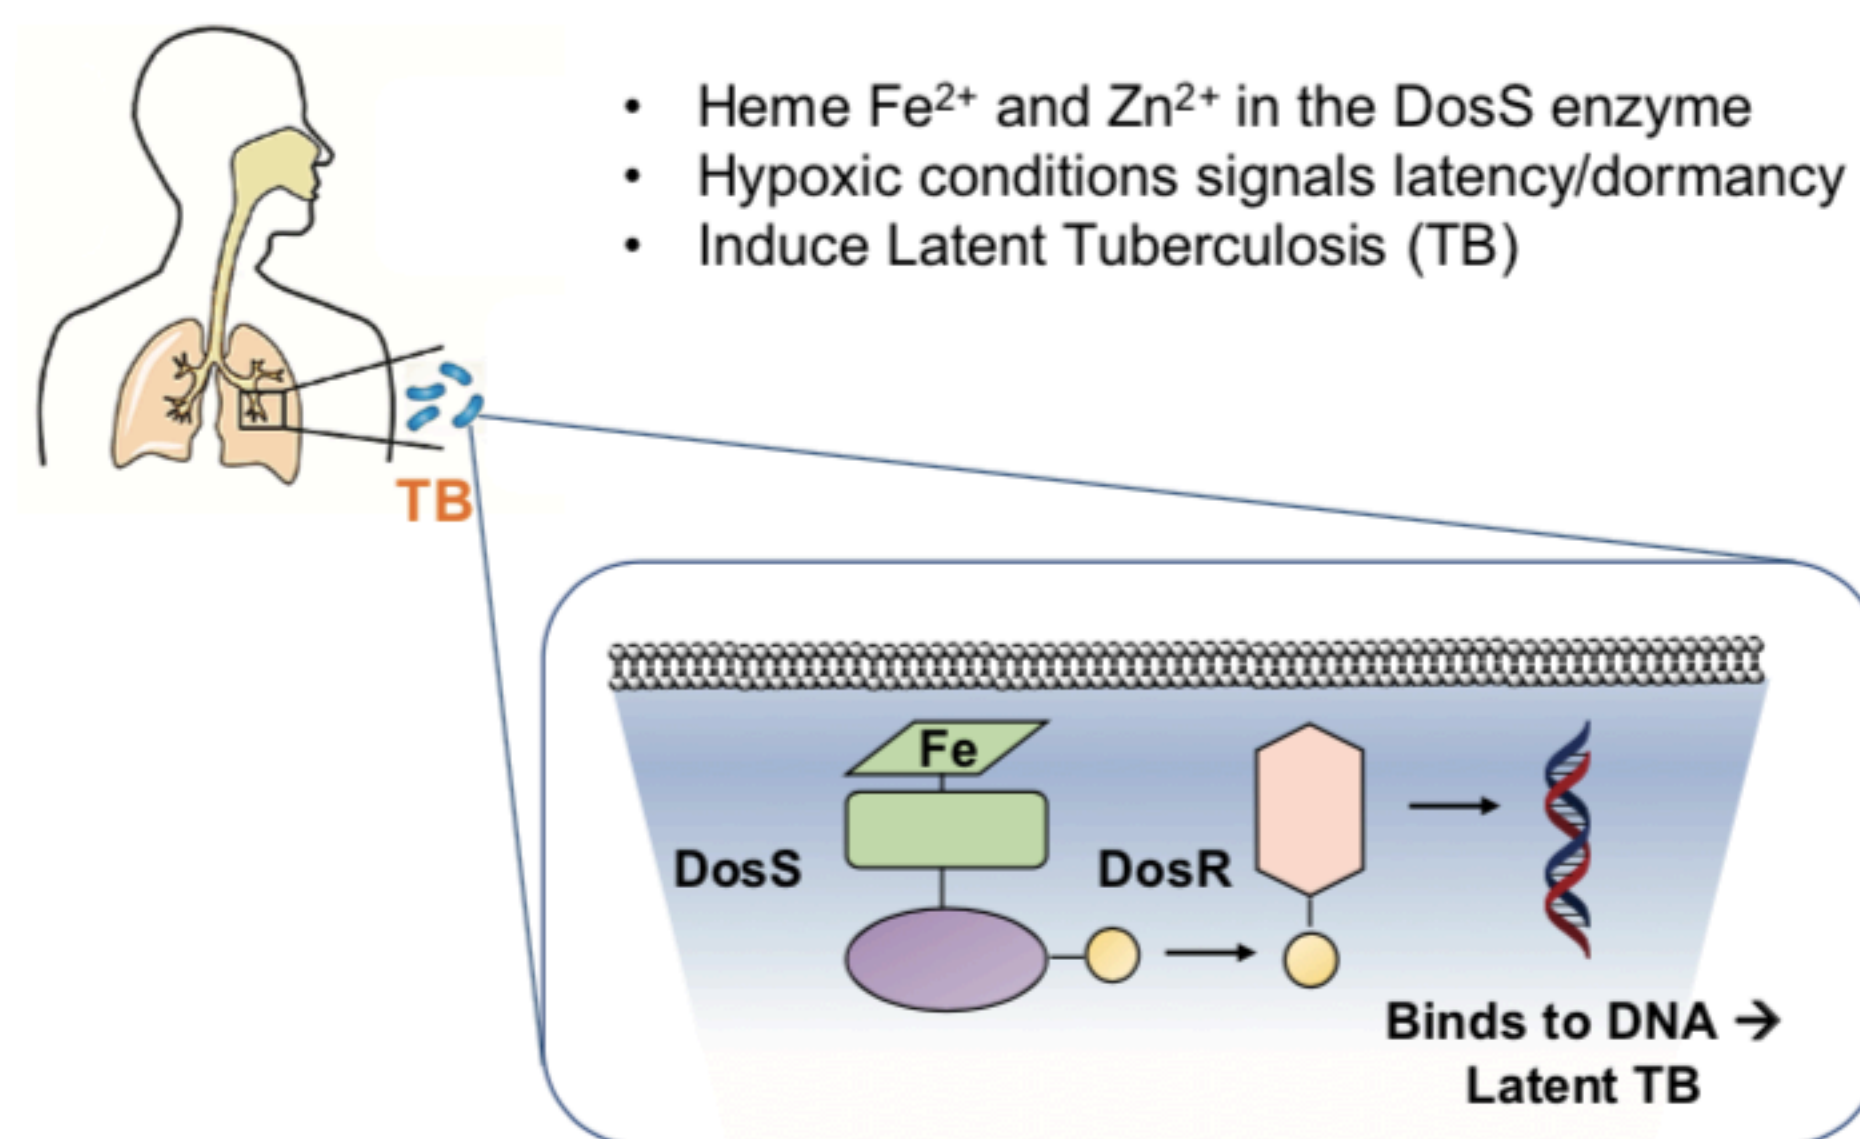 • Heme Fe²⁺ and Zn²⁺ in the DosS enzyme
• Hypoxic conditions signals latency/dormancy
• Induce Latent Tuberculosis (TB)
TB
Fe
DosS
DosR
Binds to DNA →
Latent TB